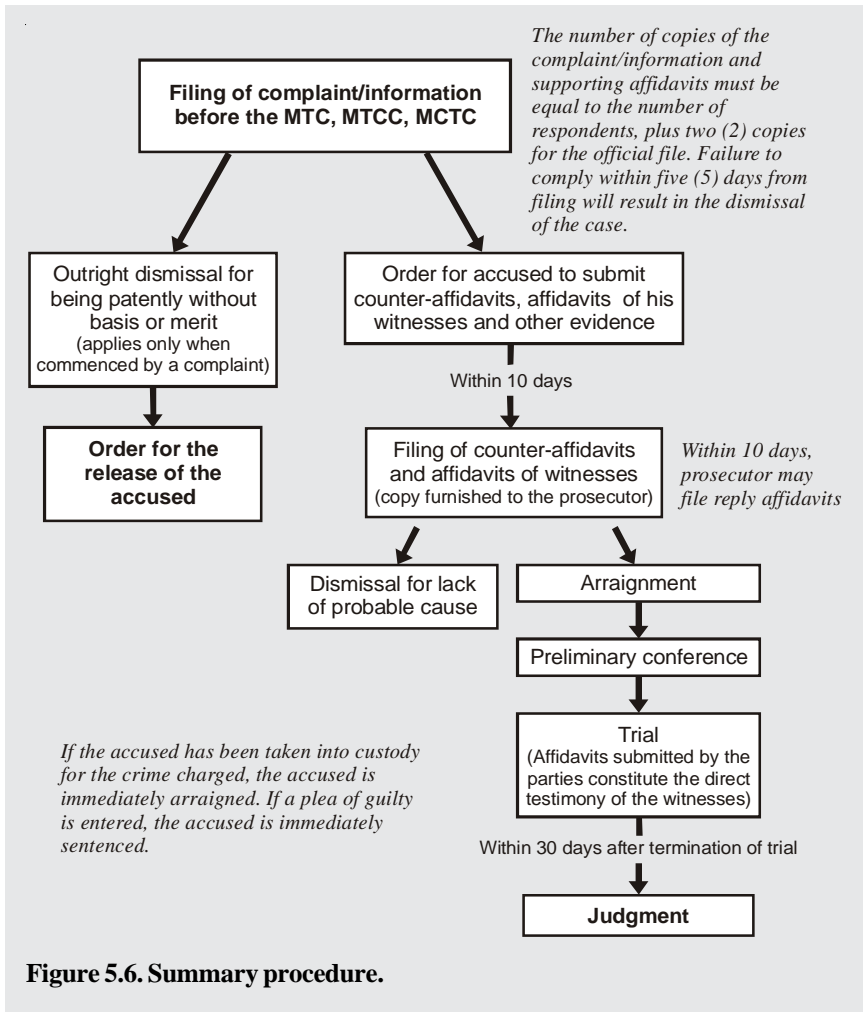 Filing of complaint/information
before the MTC, MTCC, MCTC
The number of copies of the
complaint/information and
supporting affidavits must be
equal to the number of
respondents, plus two (2) copies
for the official file. Failure to
comply within five (5) days from
filing will result in the dismissal
of the case.
Outright dismissal for
being patently without
basis or merit
(applies only when
commenced by a complaint)
Order for accused to submit
counter-affidavits, affidavits of his
witnesses and other evidence
Within 10 days
Order for the
release of the
accused
Filing of counter-affidavits
and affidavits of witnesses
(copy furnished to the prosecutor)
Within 10 days,
prosecutor may
file reply affidavits
Dismissal for lack
of probable cause
Arraignment
Preliminary conference
Trial
(Affidavits submitted by the
parties constitute the direct
testimony of the witnesses)
If the accused has been taken into custody
for the crime charged, the accused is
immediately arraigned. If a plea of guilty
is entered, the accused is immediately
sentenced.
Within 30 days after termination of trial
Judgment
Figure 5.6. Summary procedure.